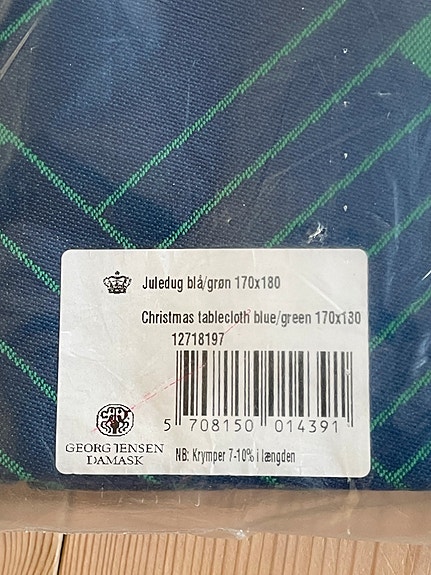 Juledug blå/grøn 170x180
Christmas tablecloth blue/green 170x180
12718197
5 708150 014391
GEORG JENSEN
DAMASK
NB: Krymper 7-10% i længden